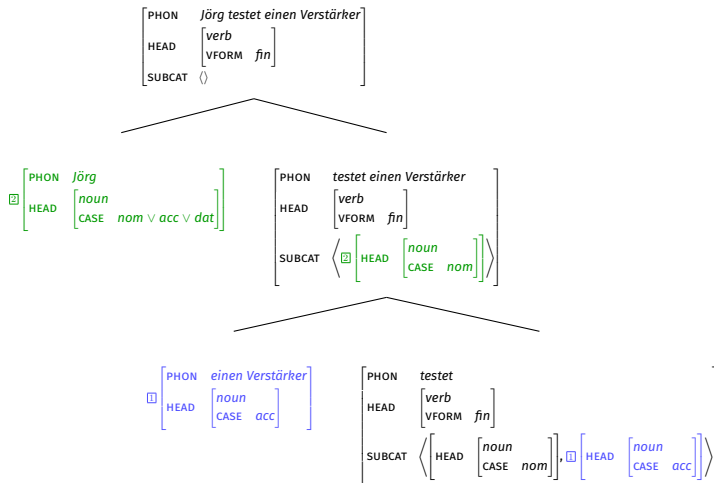 PHON Jörg testet einen Verstärker
HEAD verb
VFORM fin
SUBCAT ⟨⟩
2 PHON Jörg
HEAD noun
CASE nom ∨ acc ∨ dat
PHON testet einen Verstärker
HEAD verb
VFORM fin
SUBCAT ⟨ 2 HEAD noun
CASE nom ⟩
1 PHON einen Verstärker
HEAD noun
CASE acc
PHON testet
HEAD verb
VFORM fin
SUBCAT ⟨ HEAD noun
CASE nom , 1 HEAD noun
CASE acc ⟩